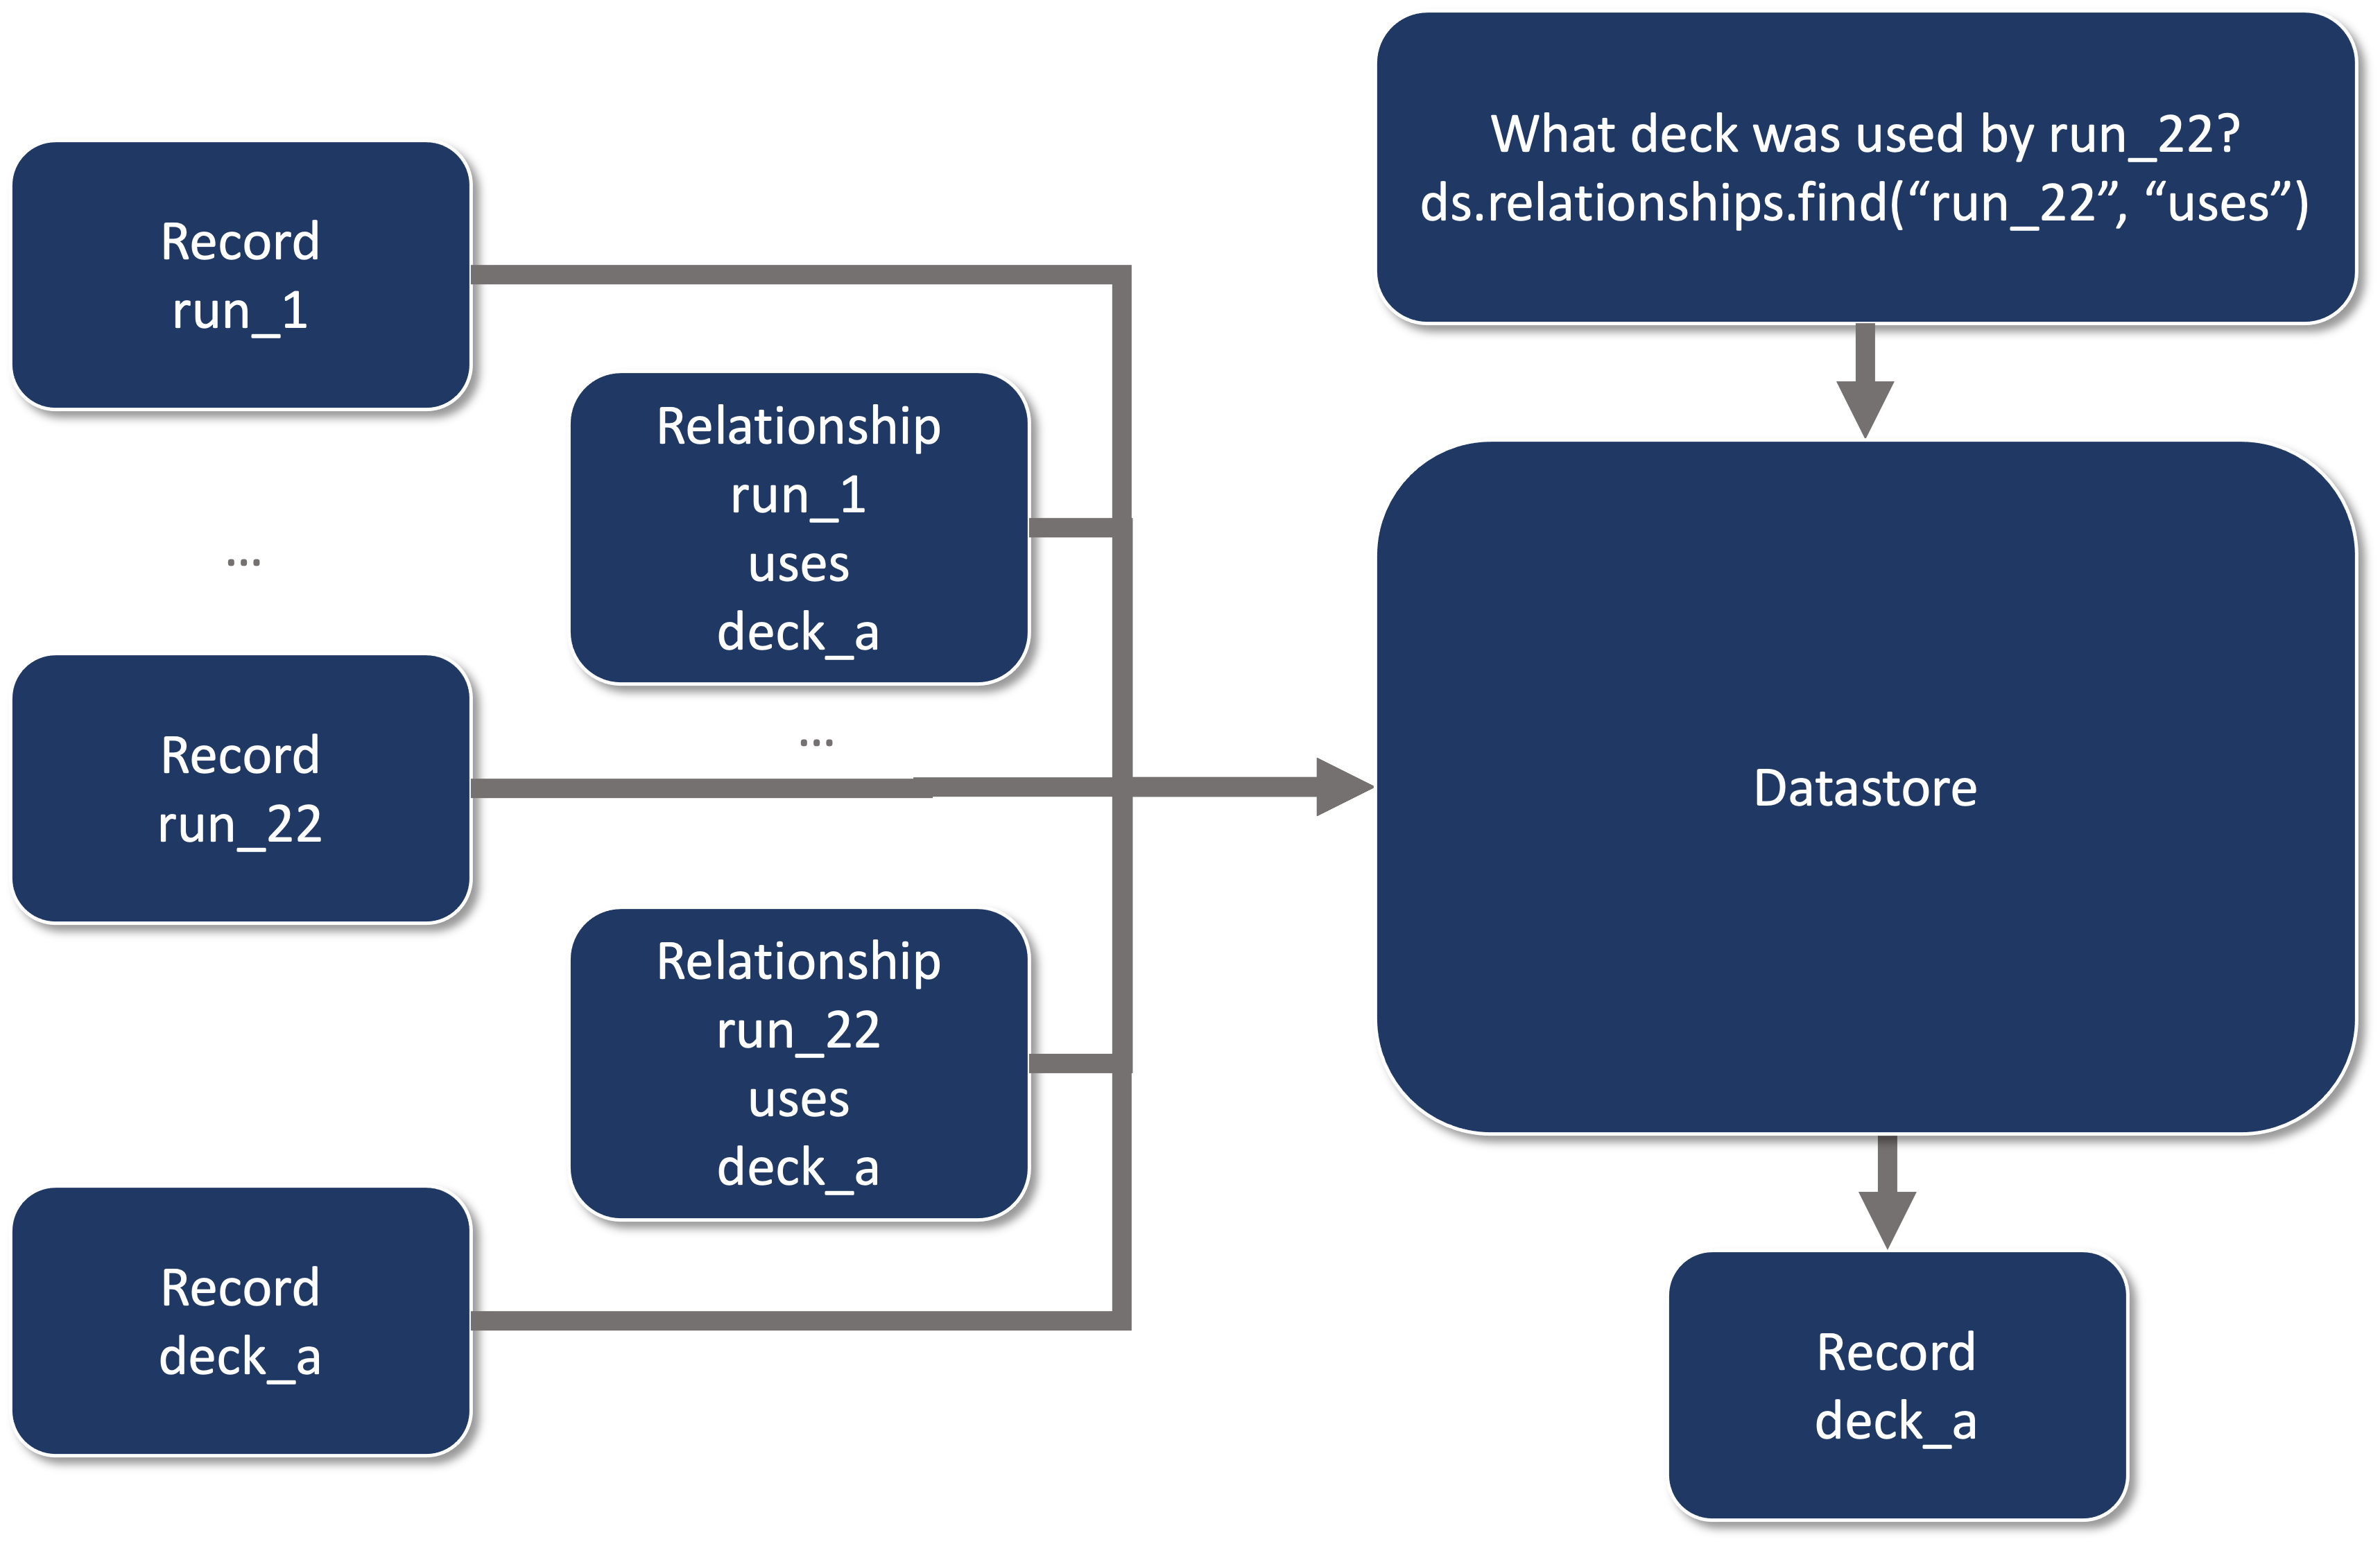 Record
run_1
...
Record
run_22
Record
deck_a
Relationship
run_1
uses
deck_a
...
Relationship
run_22
uses
deck_a
What deck was used by run_22?
ds.relationships.find(“run_22”, “uses”)
Datastore
Record
deck_a